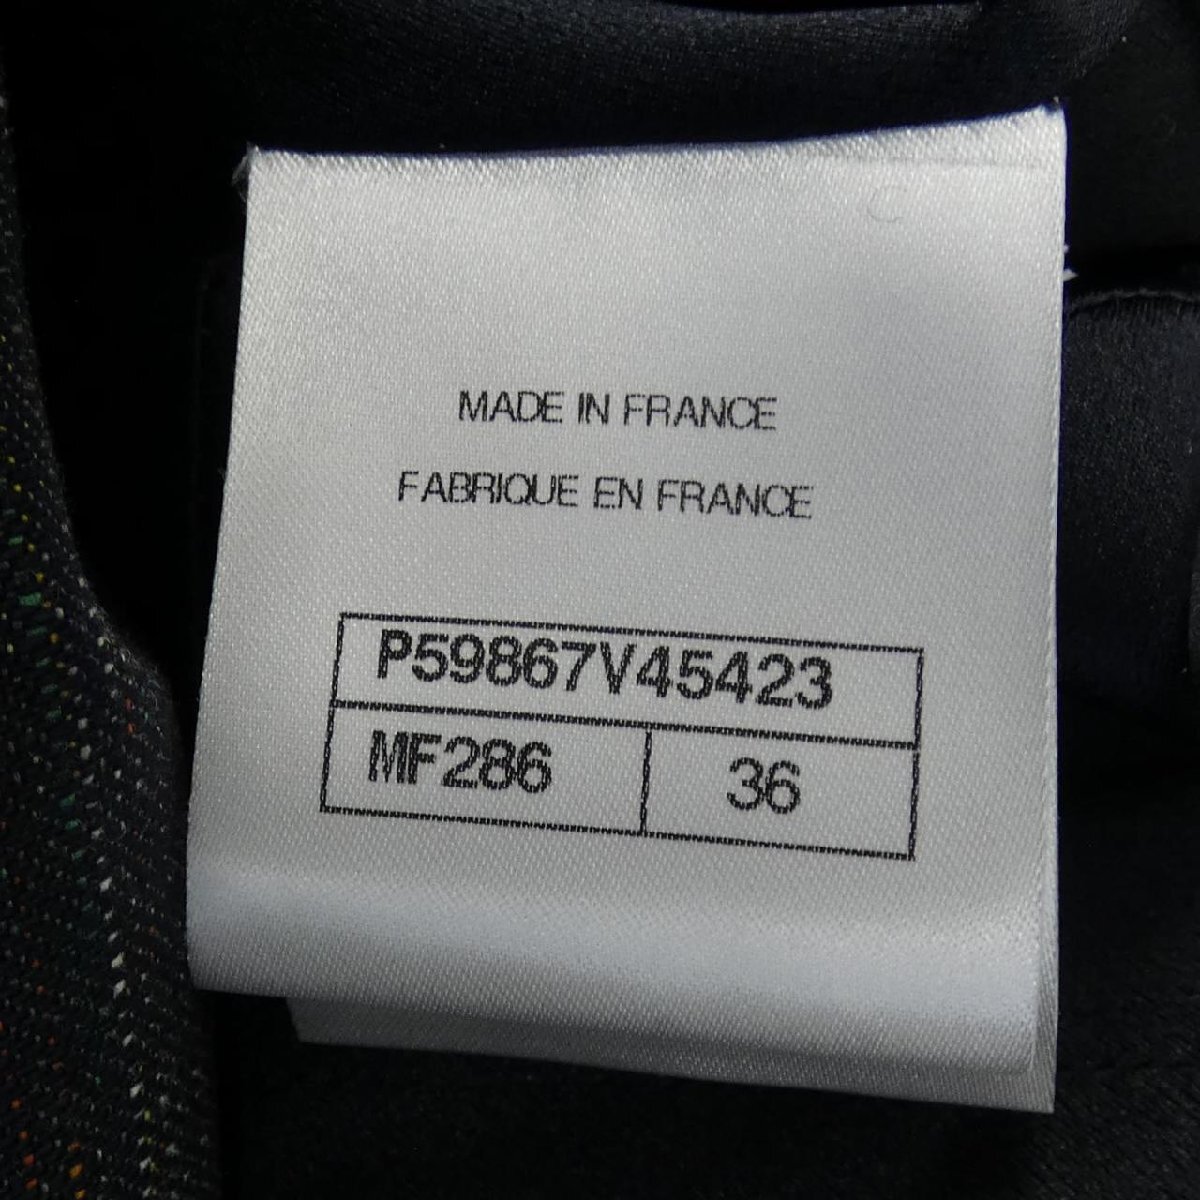 MADE IN FRANCE
FABRIQUE EN FRANCE
P59867V45423
MF286 36